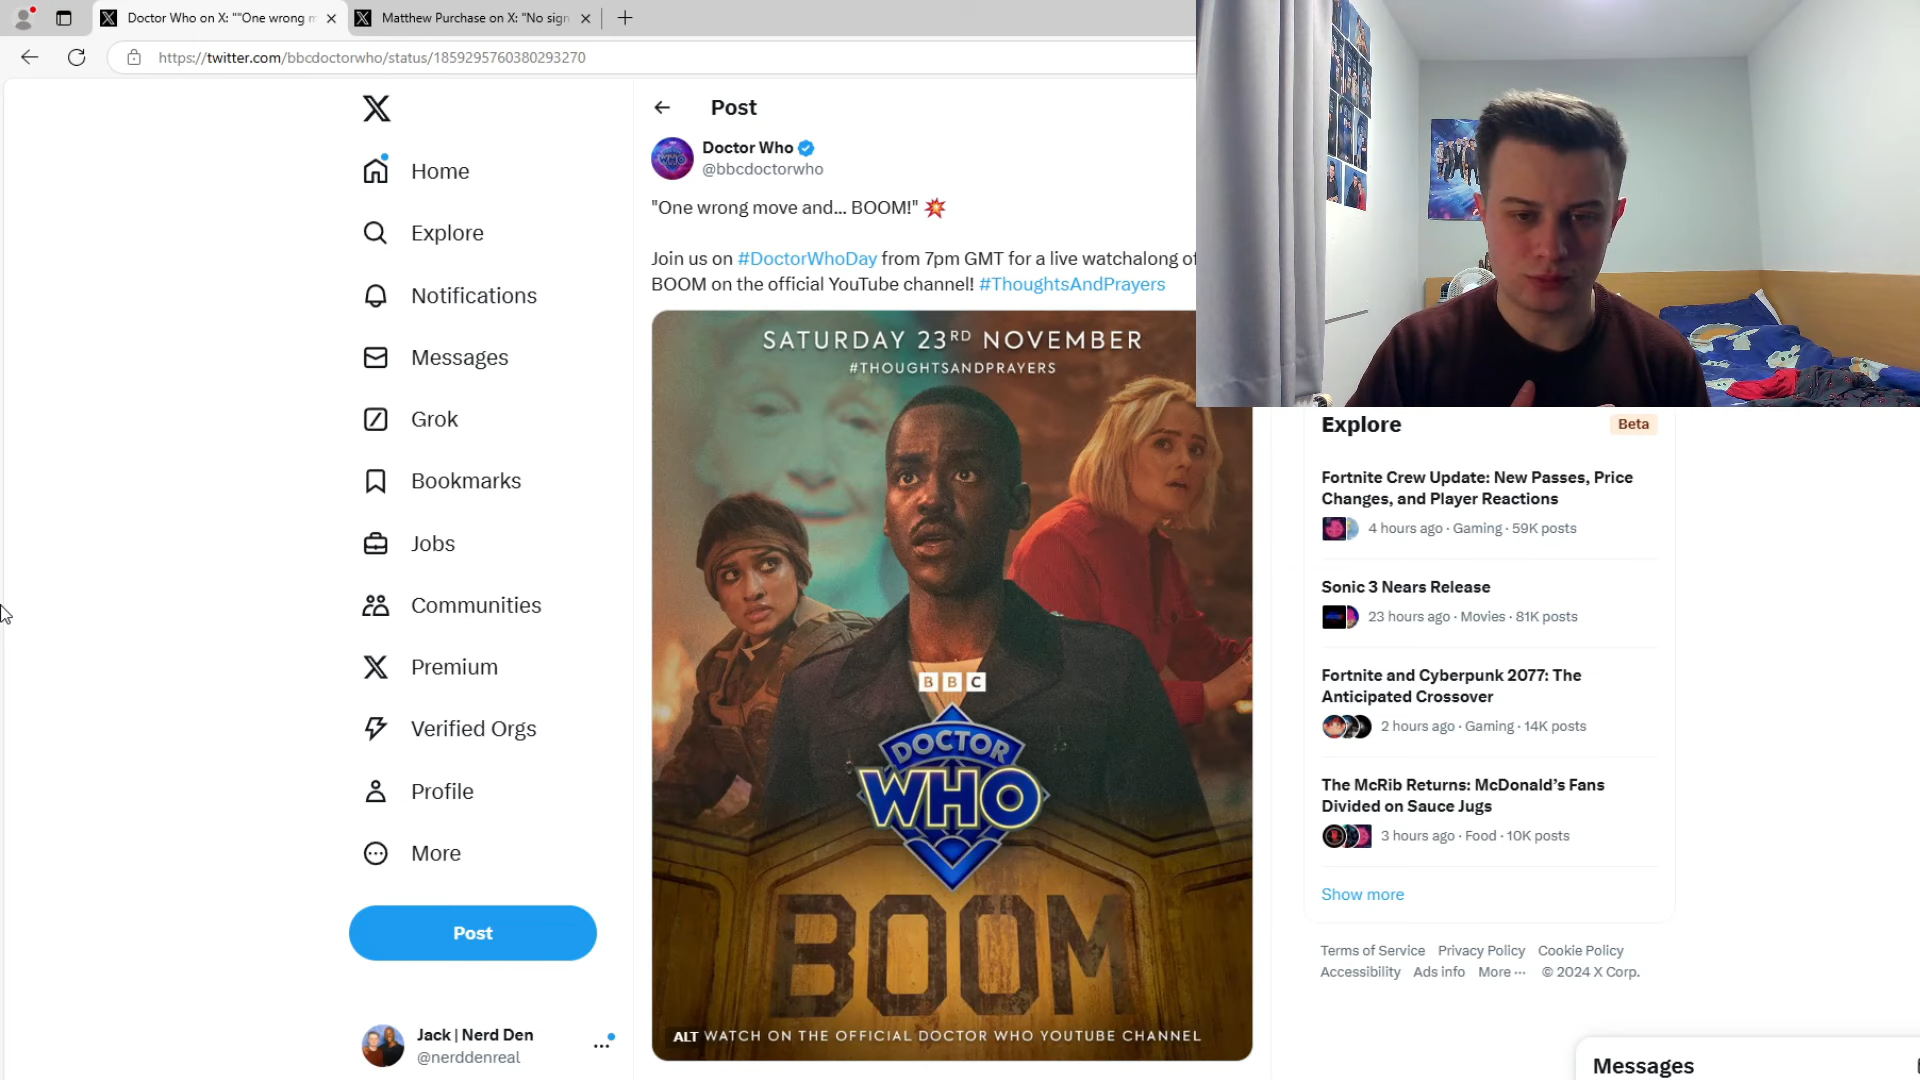 Doctor Who on X: ""One wrong m
Matthew Purchase on X: "No sign
https://twitter.com/bbcdoctorwho/status/1859295760380293270
Home
Explore
Notifications
Messages
Grok
Bookmarks
Jobs
Communities
Premium
Verified Orgs
Profile
More
Post
Jack | Nerd Den
@nerddenreal
Post
Doctor Who
@bbcdoctorwho
"One wrong move and... BOOM!" 💥
Join us on #DoctorWhoDay from 7pm GMT for a live watchalong of
BOOM on the official YouTube channel! #ThoughtsAndPrayers
SATURDAY 23RD NOVEMBER
#THOUGHTSANDPRAYERS
BBC
DOCTOR
WHO
BOOM
ALT WATCH ON THE OFFICIAL DOCTOR WHO YOUTUBE CHANNEL
Explore
Beta
Fortnite Crew Update: New Passes, Price
Changes, and Player Reactions
4 hours ago · Gaming · 59K posts
Sonic 3 Nears Release
23 hours ago · Movies · 81K posts
Fortnite and Cyberpunk 2077: The
Anticipated Crossover
2 hours ago · Gaming · 14K posts
The McRib Returns: McDonald’s Fans
Divided on Sauce Jugs
3 hours ago · Food · 10K posts
Show more
Terms of Service Privacy Policy Cookie Policy
Accessibility Ads info More ··· © 2024 X Corp.
Messages